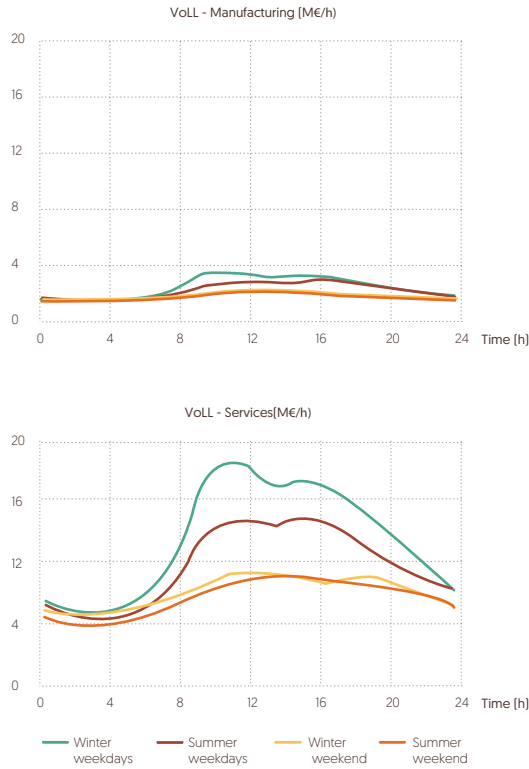 VoLL - Manufacturing (M€/h)
20
16
12
8
4
0
0 4 8 12 16 20 24 Time (h)
VoLL - Services(M€/h)
20
16
12
4
0
0 4 8 12 16 20 24 Time (h)
Winter weekdays
Summer weekdays
Winter weekend
Summer weekend